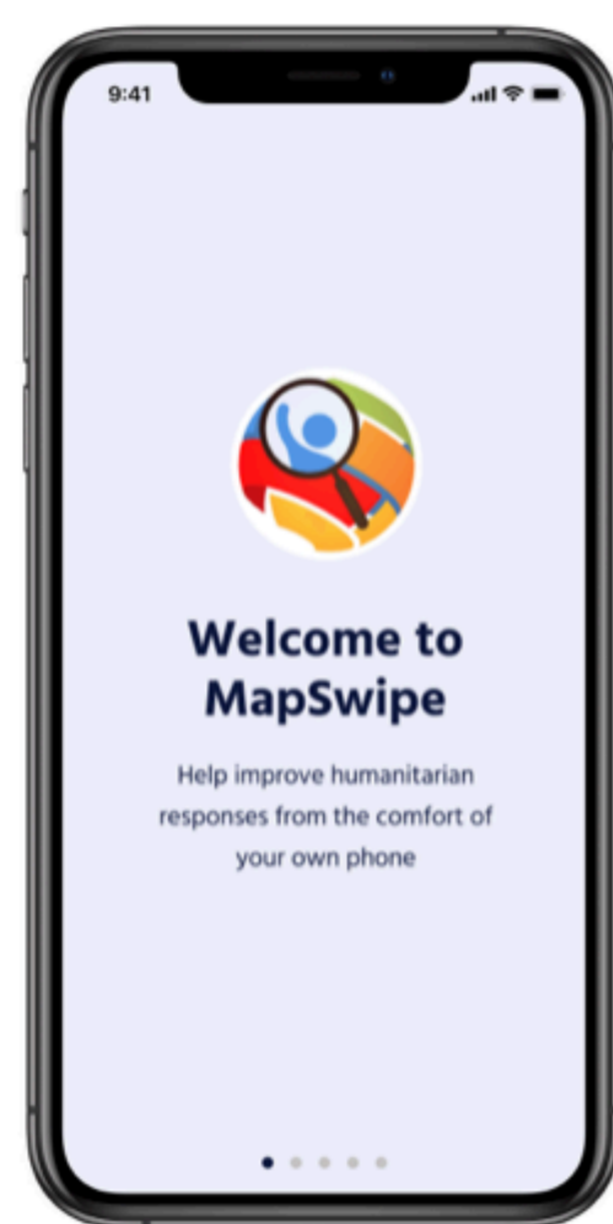 9:41
Welcome to
MapSwipe
Help improve humanitarian
responses from the comfort of
your own phone